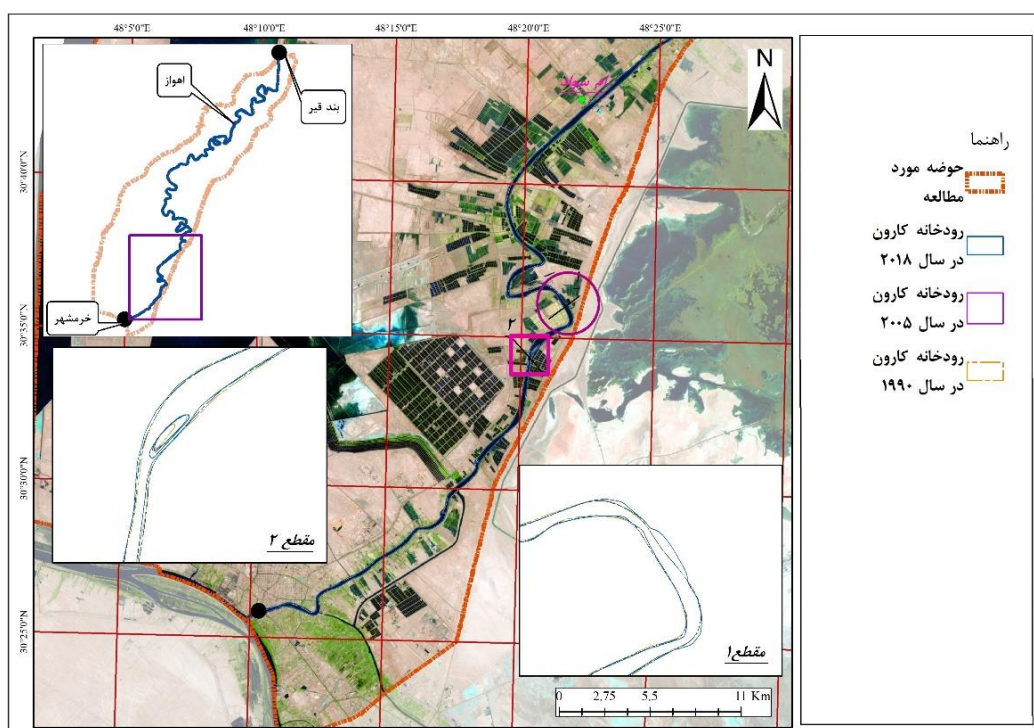 48°5'0"E
48°10'0"E
48°15'0"E
48°20'0"E
48°25'0"E
اهواز
بند قیر
خرمشهر
N
30°40'0"N
30°35'0"N
30°30'0"N
30°25'0"N
۲
مقطع ۲
مقطع۱
0 2,75 5,5 11 Km
راهنما
حوضه مورد
مطالعه
رودخانه کارون
در سال ۲۰۱۸
رودخانه کارون
در سال ۲۰۰۵
رودخانه کارون
در سال ۱۹۹۰